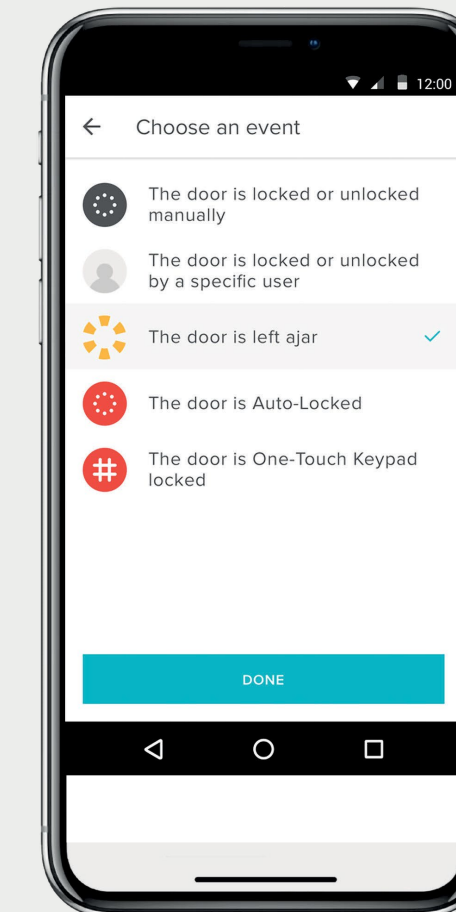 12:00
Choose an event
The door is locked or unlocked
manually
The door is locked or unlocked
by a specific user
The door is left ajar
The door is Auto-Locked
The door is One-Touch Keypad
locked
DONE